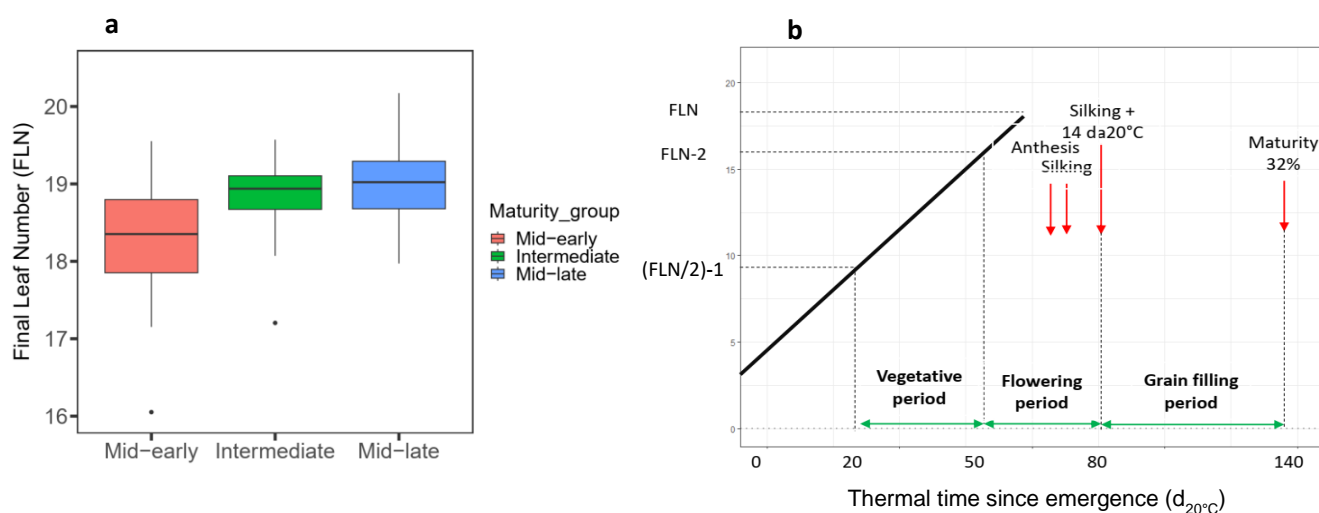 a
Final Leaf Number (FLN)
20
19
18
17
16
Mid-early
Intermediate
Mid-late
Maturity_group
Mid-early
Intermediate
Mid-late
b
FLN
FLN-2
(FLN/2)-1
20
15
10
5
0
Silking +
14 da20°C
Anthesis
Silking
Maturity
32%
Vegetative
period
Flowering
period
Grain filling
period
0
20
50
80
140
Thermal time since emergence (d20°C)